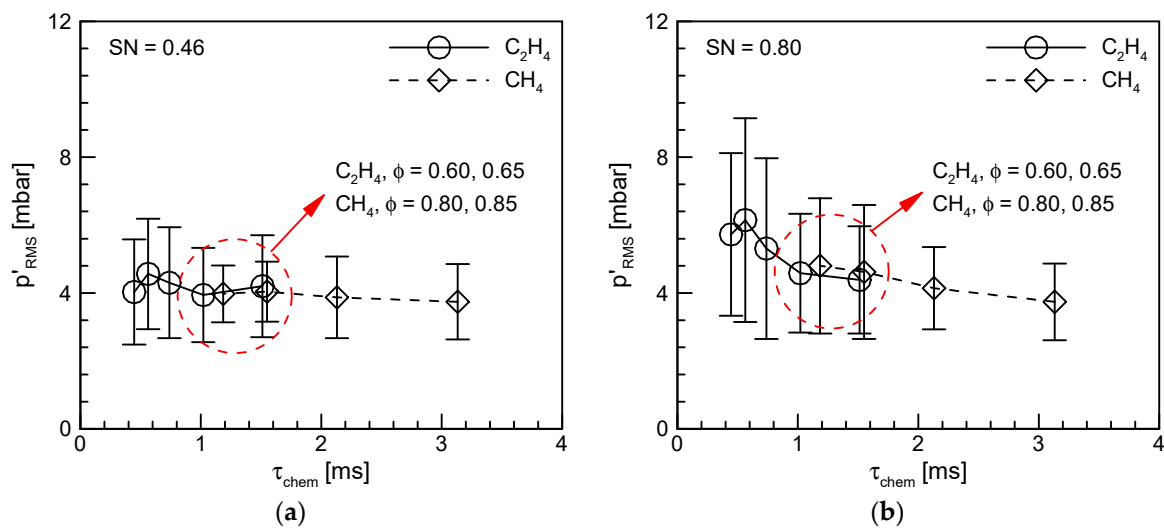 12
8
4
0
p'RMS [mbar]
SN = 0.46
C2H4
CH4
C2H4, ϕ = 0.60, 0.65
CH4, ϕ = 0.80, 0.85
0 1 2 3 4
τchem [ms]
(a)
12
8
4
0
p'RMS [mbar]
SN = 0.80
C2H4
CH4
C2H4, ϕ = 0.60, 0.65
CH4, ϕ = 0.80, 0.85
0 1 2 3 4
τchem [ms]
(b)